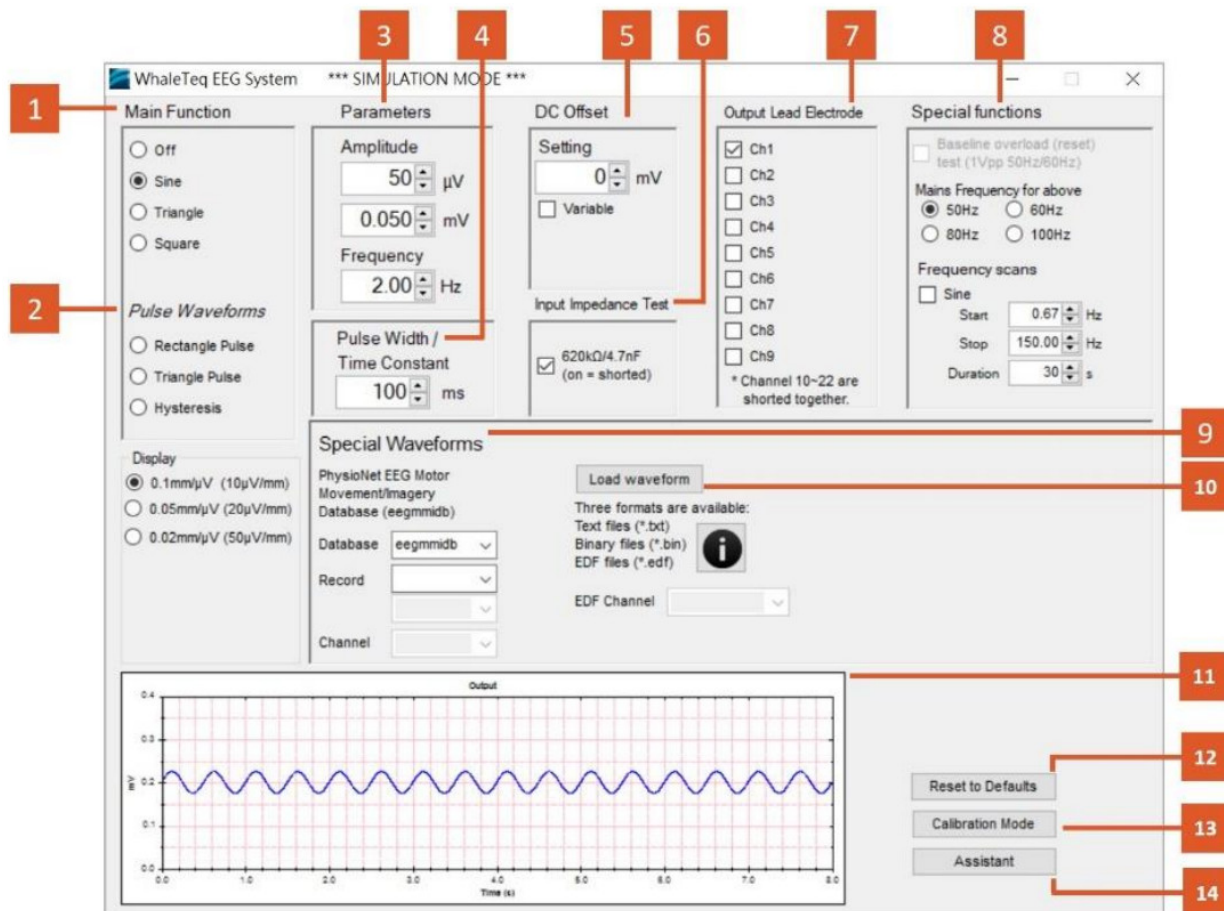 3
4
5
6
7
8
WhaleTeq EEG System *** SIMULATION MODE ***
1
Main Function
Off
Sine
Triangle
Square
2
Pulse Waveforms
Rectangle Pulse
Triangle Pulse
Hysteresis
Display
0.1mm/µV (10µV/mm)
0.05mm/µV (20µV/mm)
0.02mm/µV (50µV/mm)
Parameters
Amplitude
50 µV
0.050 mV
Frequency
2.00 Hz
Pulse Width /
Time Constant
100 ms
DC Offset
Setting
0 mV
Variable
Input Impedance Test
620kΩ/4.7nF
(on = shorted)
Output Lead Electrode
Ch1
Ch2
Ch3
Ch4
Ch5
Ch6
Ch7
Ch8
Ch9
* Channel 10~22 are
shorted together.
Special functions
Baseline overload (reset)
test (1Vpp 50Hz/60Hz)
Mains Frequency for above
50Hz 60Hz
80Hz 100Hz
Frequency scans
Sine
Start 0.67 Hz
Stop 150.00 Hz
Duration 30 s
9
Special Waveforms
PhysioNet EEG Motor
Movement/Imagery
Database (eegmmidb)
Database eegmmidb
Record
Channel
10
Load waveform
Three formats are available:
Text files (*.txt)
Binary files (*.bin)
EDF files (*.edf)
i
EDF Channel
11
Output
mV
0.4
0.3
0.2
0.1
0.0
0.0 1.0 2.0 3.0 4.0 5.0 6.0 7.0 8.0
Time (s)
12
Reset to Defaults
13
Calibration Mode
14
Assistant